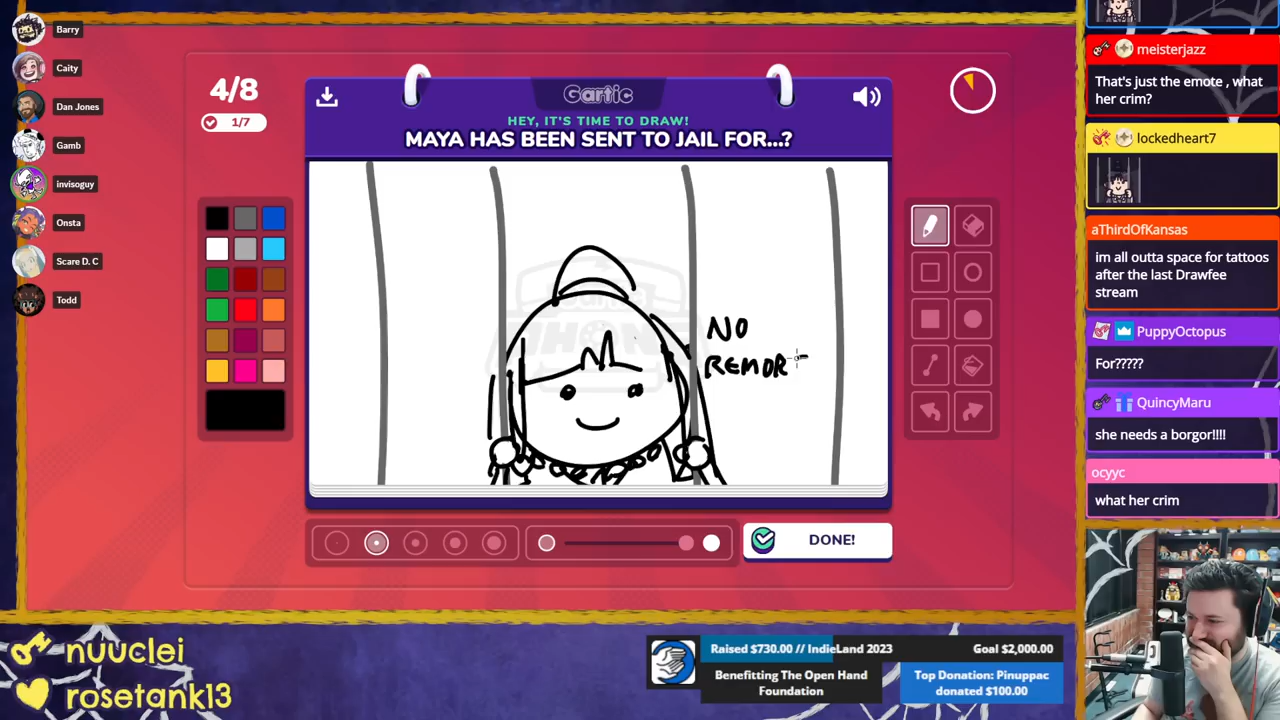 Barry
Caity
Dan Jones
Gamb
invisoguy
Onsta
Scare D. C
Todd
4/8
1/7
Gartic
HEY, IT'S TIME TO DRAW!
MAYA HAS BEEN SENT TO JAIL FOR...?
NO
REMOR
DONE!
meisterjazz
That's just the emote , what
her crim?
lockedheart7
aThirdOfKansas
im all outta space for tattoos
after the last Drawfee
stream
PuppyOctopus
For?????
QuincyMaru
she needs a borgor!!!!
ocyyc
what her crim
nuuclei
rosetank13
Raised $730.00 // IndieLand 2023
Goal $2,000.00
Benefitting The Open Hand
Foundation
Top Donation: Pinuppac
donated $100.00